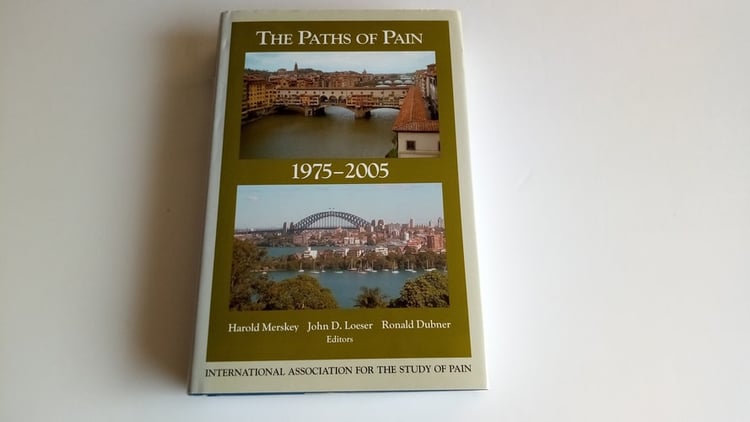 THE PATHS OF PAIN
1975–2005
Harold Merskey John D. Loeser Ronald Dubner
Editors
INTERNATIONAL ASSOCIATION FOR THE STUDY OF PAIN